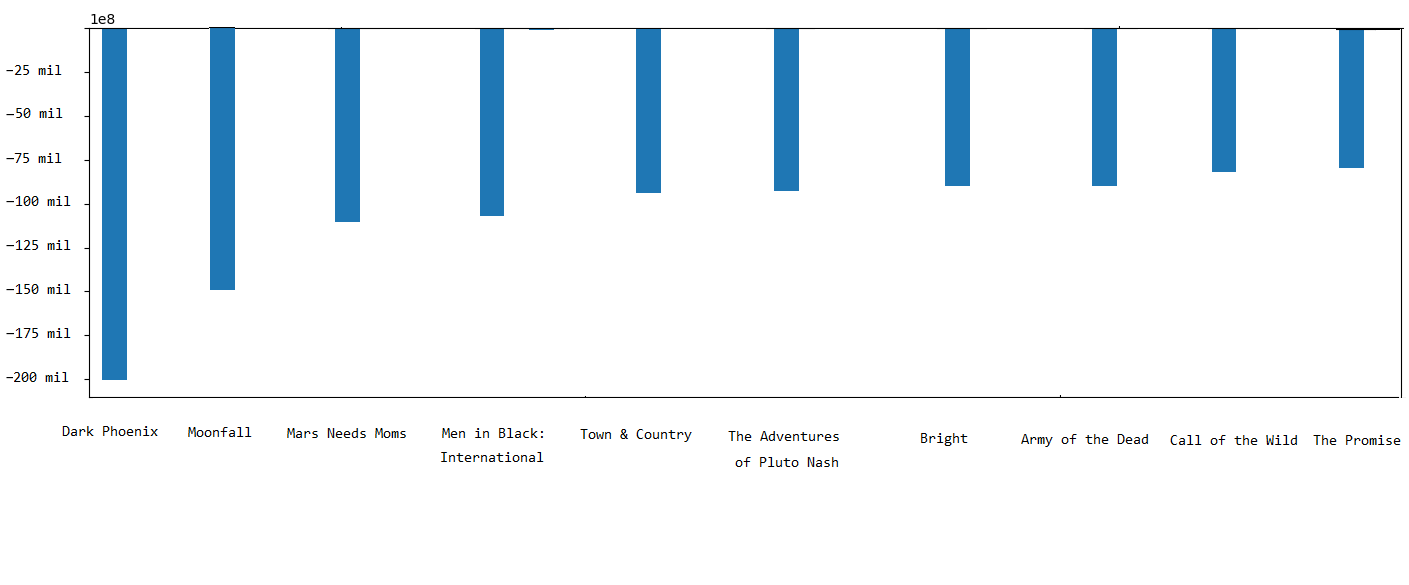 1e8
−25 mil
−50 mil
−75 mil
−100 mil
−125 mil
−150 mil
−175 mil
−200 mil
Dark Phoenix
Moonfall
Mars Needs Moms
Men in Black:
International
Town & Country
The Adventures
of Pluto Nash
Bright
Army of the Dead
Call of the Wild
The Promise